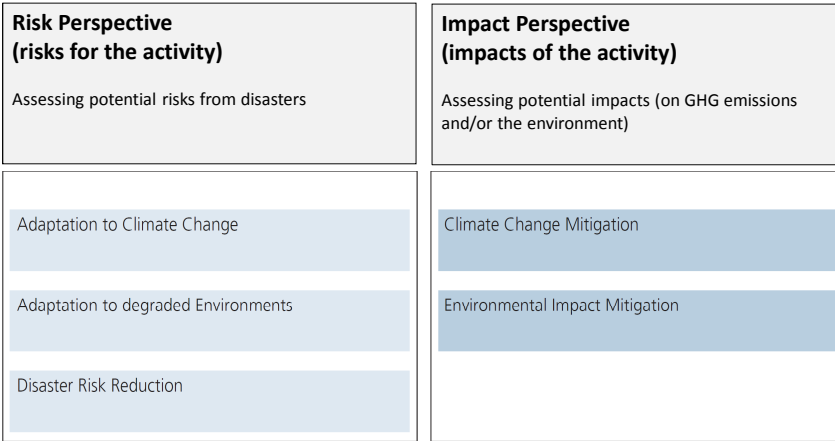 Risk Perspective
(risks for the activity)
Assessing potential risks from disasters
Impact Perspective
(impacts of the activity)
Assessing potential impacts (on GHG emissions
and/or the environment)
Adaptation to Climate Change
Adaptation to degraded Environments
Disaster Risk Reduction
Climate Change Mitigation
Environmental Impact Mitigation